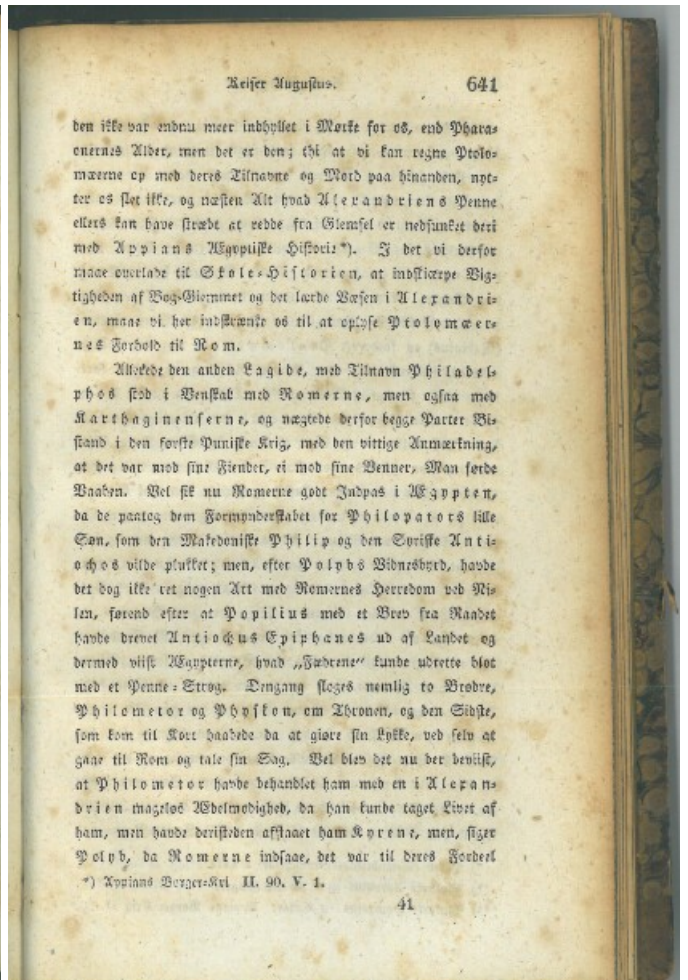 Keiser Augustus. 641
den ikke var endnu meer indhyllet i Mørke for os, end Phara-
onernes Alder, men det er den; thi at vi kan regne Ptolo-
mæerne op med deres Tilnavne og Mord paa hinanden, nyt-
ter os slet ikke, og næsten Alt hvad Alexandriens Penne
ellers kan have stræbt at redde fra Glemsel er nedsunket deri
med Appians Ægyptiske Historie*). I det vi derfor
maae overlade til Skole-Historien, at indskiærpe Vig-
tigheden af Bog-Giemmet og det lærde Væsen i Alexandri-
en, maae vi her indskrænke os til at oplyse Ptolomæer-
nes Forhold til Rom.
Allerede den anden Lagide, med Tilnavn Philadel-
phos stod i Venskab med Romerne, men ogsaa med
Karthaginenserne, og nægtede derfor begge Parter Bi-
stand i den første Puniske Krig, med den vittige Anmærkning,
at det var mod sine Fiender, ei mod sine Venner, Man førde
Vaaben. Vel fik nu Romerne godt Indpas i Ægypten,
da de paatog dem Formynderskabet for Philopators lille
Søn, som den Makedoniske Philip og den Syriske Anti-
ochos vilde plukket; men, efter Polybs Vidnesbyrd, havde
det dog ikke ret nogen Art med Romernes Herredom ved Ni-
len, førend efter at Popilius med et Brev fra Raadet
havde drevet Antiochus Epiphanes ud af Landet og
dermed viist Ægypterne, hvad „Fædrene“ kunde udrette blot
med et Penne-Strøg. Dengang sloges nemlig to Brødre,
Philometor og Physkon, om Thronen, og den Sidste,
som kom til Kort haabede da at giøre sin Lykke, ved selv at
gaae til Rom og tale sin Sag. Vel blev det nu der beviist,
at Philometor havde behandlet ham med en i Alexan-
drien mageløs Ædelmodighed, da han kunde taget Livet af
ham, men havde deristeden afstaaet ham Kyrene, men, siger
Polyb, da Romerne indsaae, det var til deres Fordeel
*) Appians Borger-Kri II. 90. V. 1.
41